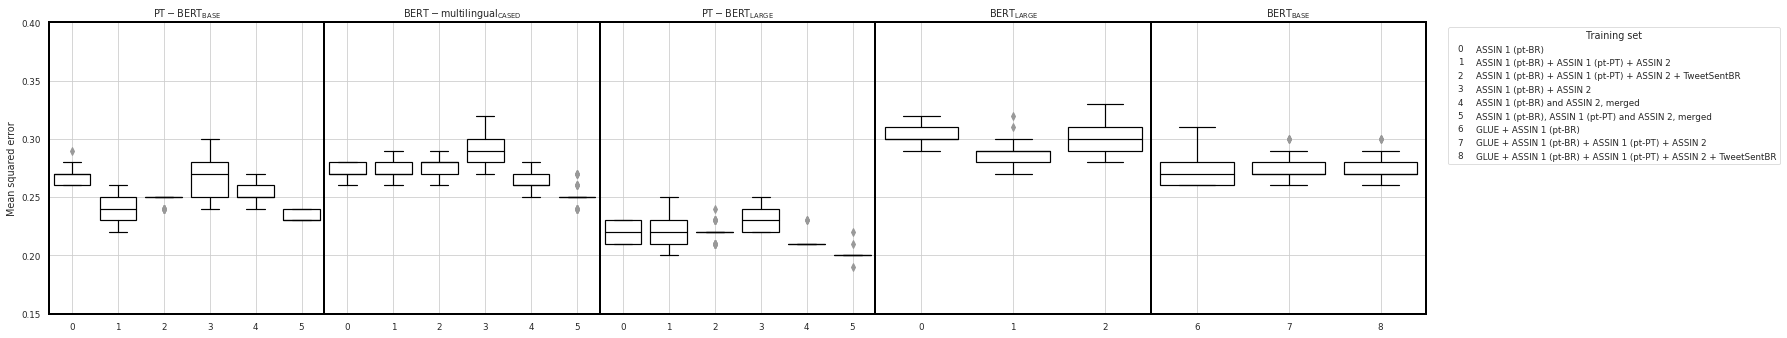 PT − BERT_BASE
BERT − multilingual_CASED
PT − BERT_LARGE
BERT_LARGE
BERT_BASE
Mean squared error
0.40
0.35
0.30
0.25
0.20
0.15
0 1 2 3 4 5
0 1 2 3 4 5
0 1 2 3 4 5
0 1 2
6 7 8
Training set
0 ASSIN 1 (pt-BR)
1 ASSIN 1 (pt-BR) + ASSIN 1 (pt-PT) + ASSIN 2
2 ASSIN 1 (pt-BR) + ASSIN 1 (pt-PT) + ASSIN 2 + TweetSentBR
3 ASSIN 1 (pt-BR) + ASSIN 2
4 ASSIN 1 (pt-BR) and ASSIN 2, merged
5 ASSIN 1 (pt-BR), ASSIN 1 (pt-PT) and ASSIN 2, merged
6 GLUE + ASSIN 1 (pt-BR)
7 GLUE + ASSIN 1 (pt-BR) + ASSIN 1 (pt-PT) + ASSIN 2
8 GLUE + ASSIN 1 (pt-BR) + ASSIN 1 (pt-PT) + ASSIN 2 + TweetSentBR